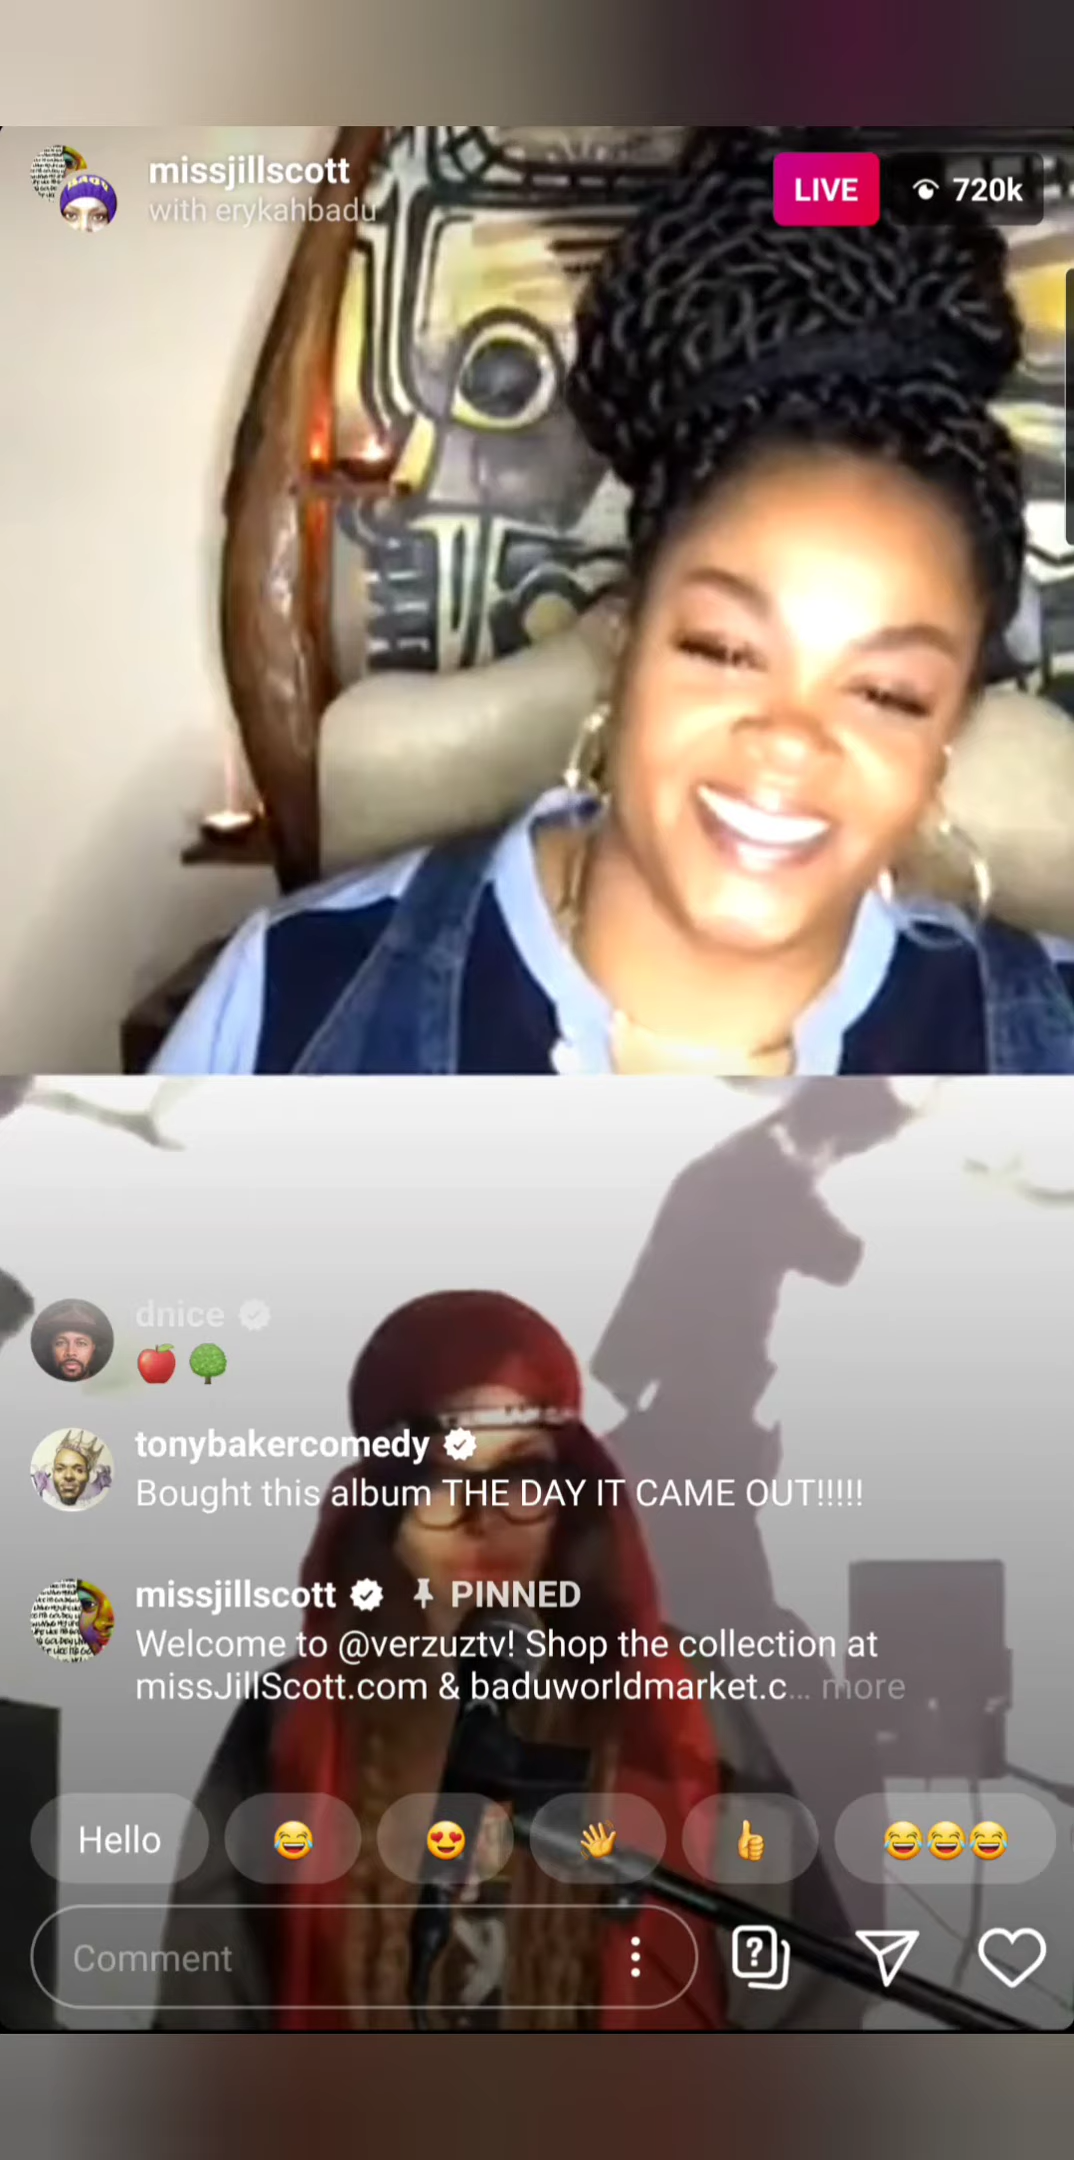 missjillscott
with erykahbadu
LIVE
720k
dnice
🍎 🌳
tonybakercomedy
Bought this album THE DAY IT CAME OUT!!!!!
missjillscott PINNED
Welcome to @verzuztv! Shop the collection at
missJillScott.com & baduworldmarket.c... more
Hello 😂 😍 👋 👍 😂😂😂
Comment